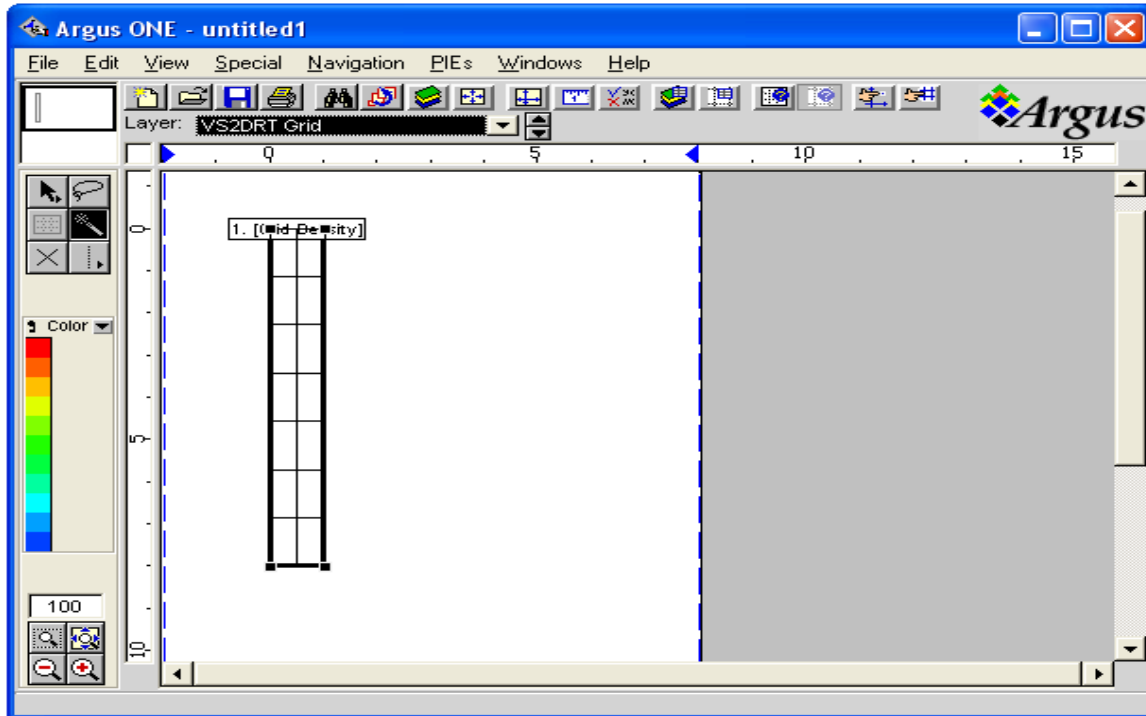 Argus ONE - untitled1
File Edit View Special Navigation PIEs Windows Help
Argus
Layer: VS2DRT Grid
0 5 10 15
0
1. [Grid Density]
Color
5
100
10